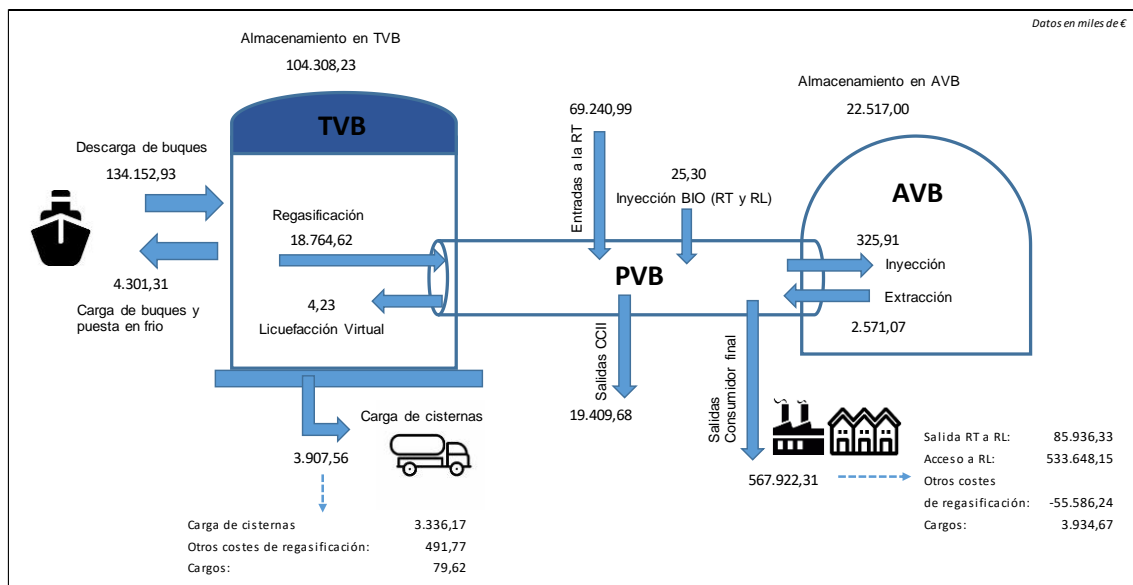 Datos en miles de €
Almacenamiento en TVB
104.308,23
TVB
Descarga de buques
134.152,93
4.301,31
Carga de buques y
puesta en frio
Regasificación
18.764,62
4,23
Licuefacción Virtual
Carga de cisternas
3.907,56
Carga de cisternas 3.336,17
Otros costes de regasificación: 491,77
Cargos: 79,62
69.240,99
Entradas a la RT
25,30
Inyección BIO (RT y RL)
PVB
Salidas CCII
19.409,68
Salidas
Consumidor final
567.922,31
Almacenamiento en AVB
22.517,00
AVB
325,91
Inyección
Extracción
2.571,07
Salida RT a RL: 85.936,33
Acceso a RL: 533.648,15
Otros costes
de regasificación: -55.586,24
Cargos: 3.934,67